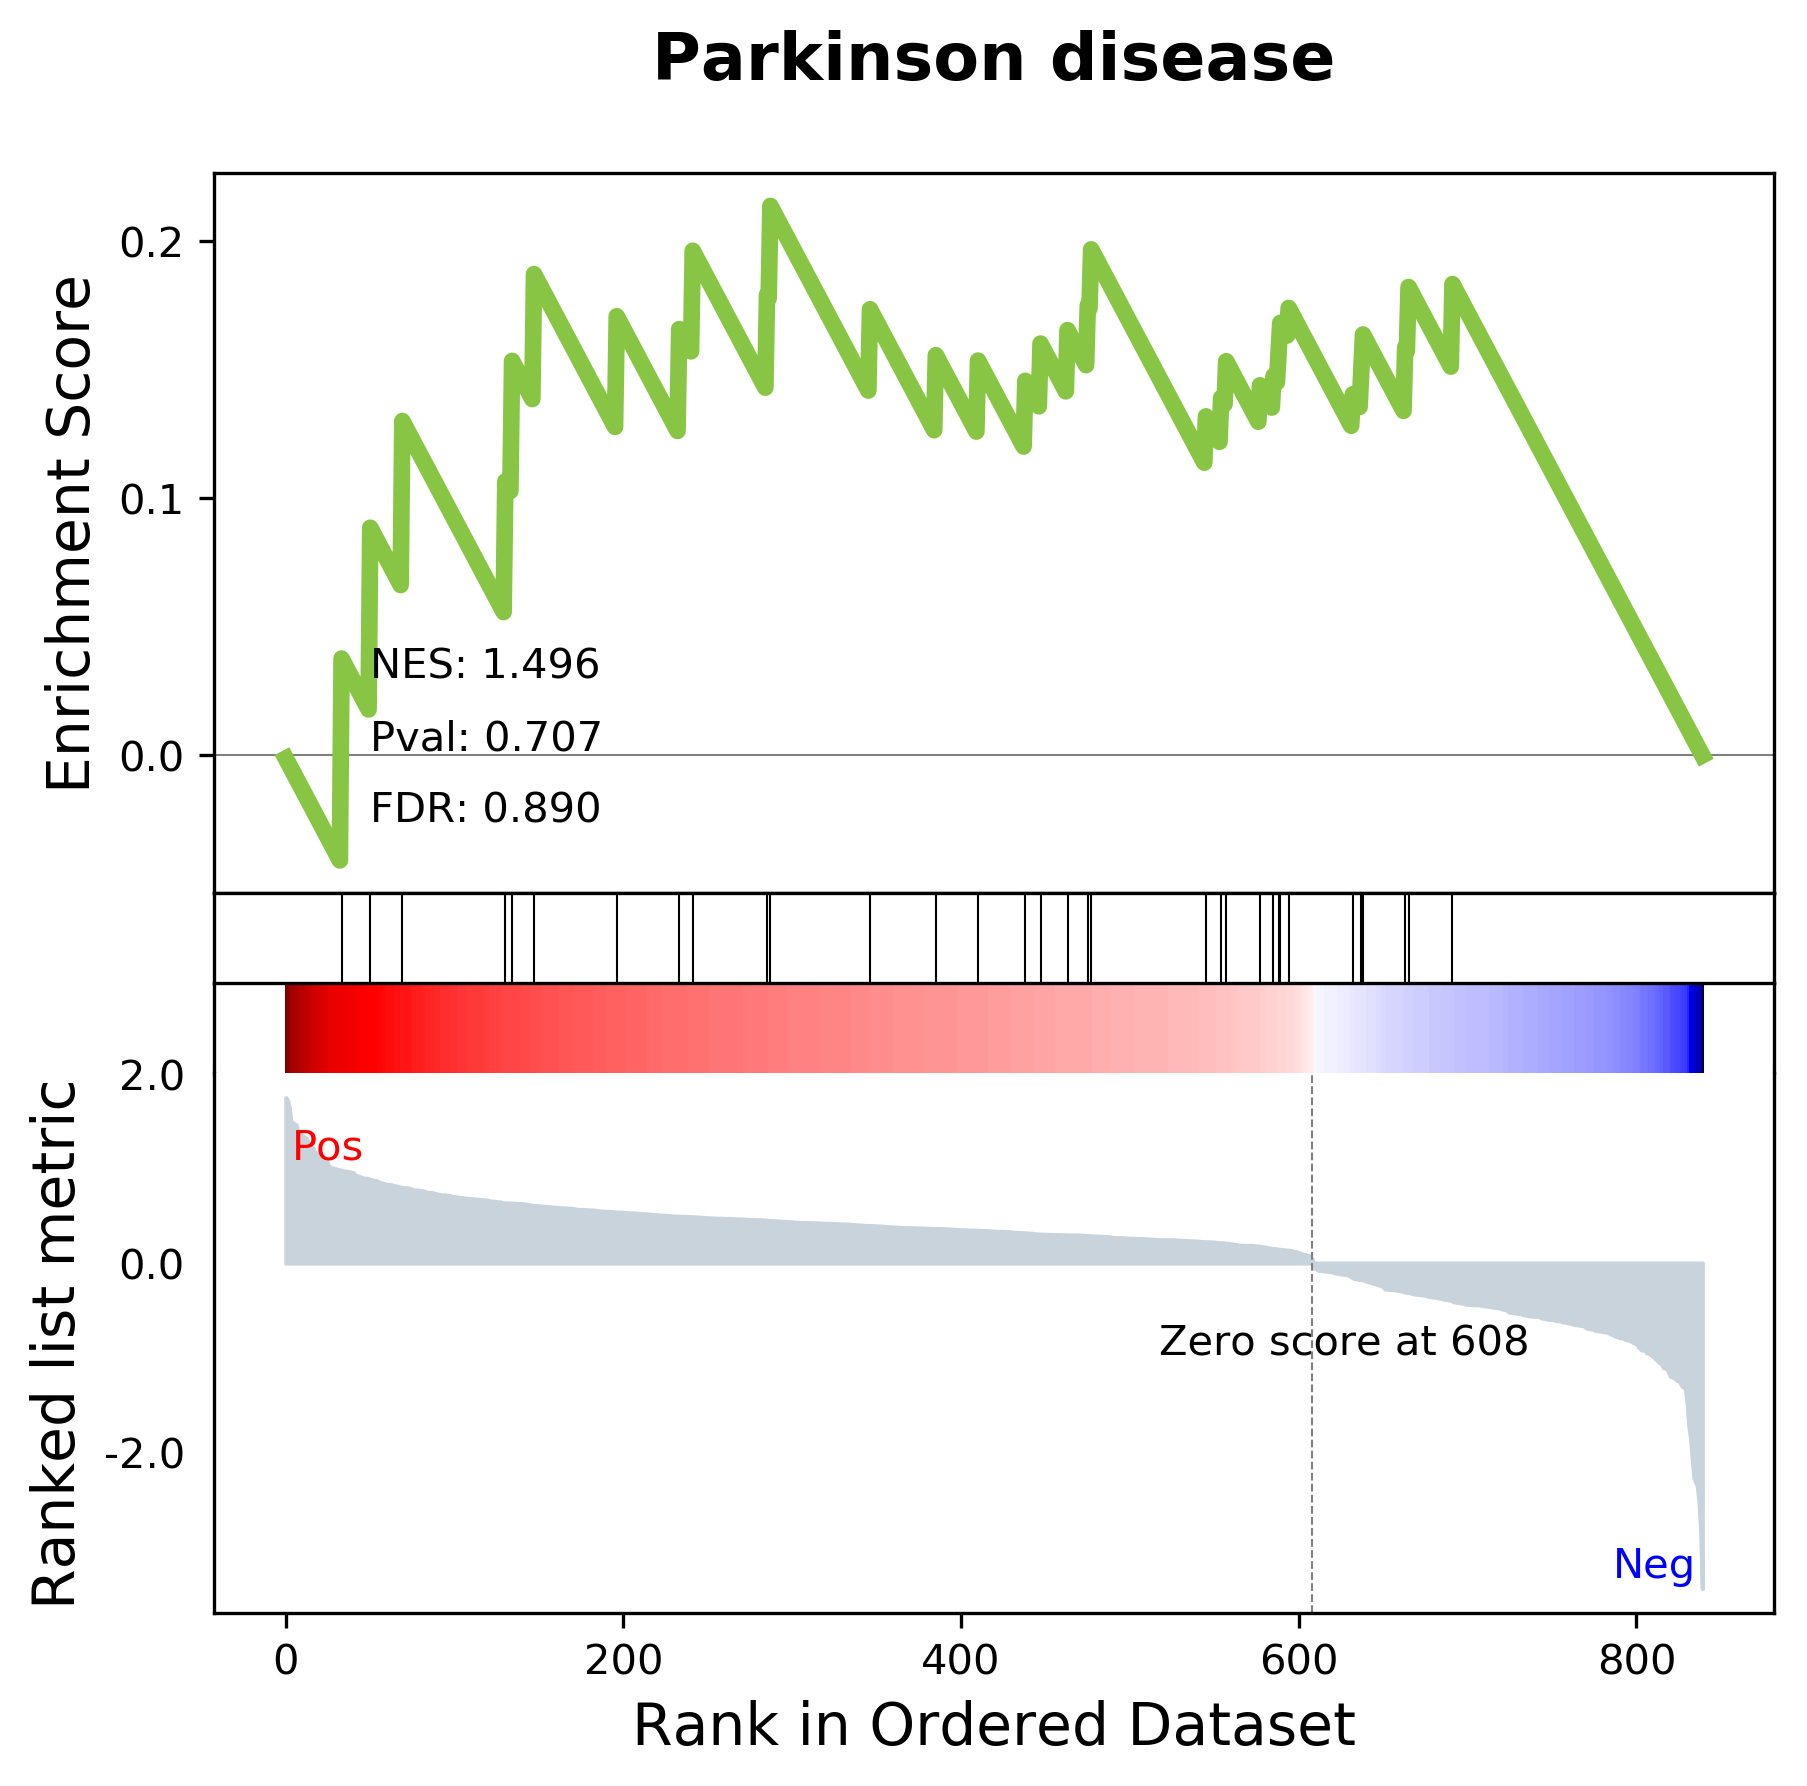 Parkinson disease
Enrichment Score
0.2
0.1
0.0
NES: 1.496
Pval: 0.707
FDR: 0.890
Ranked list metric
2.0
0.0
-2.0
Pos
Zero score at 608
Neg
0 200 400 600 800
Rank in Ordered Dataset